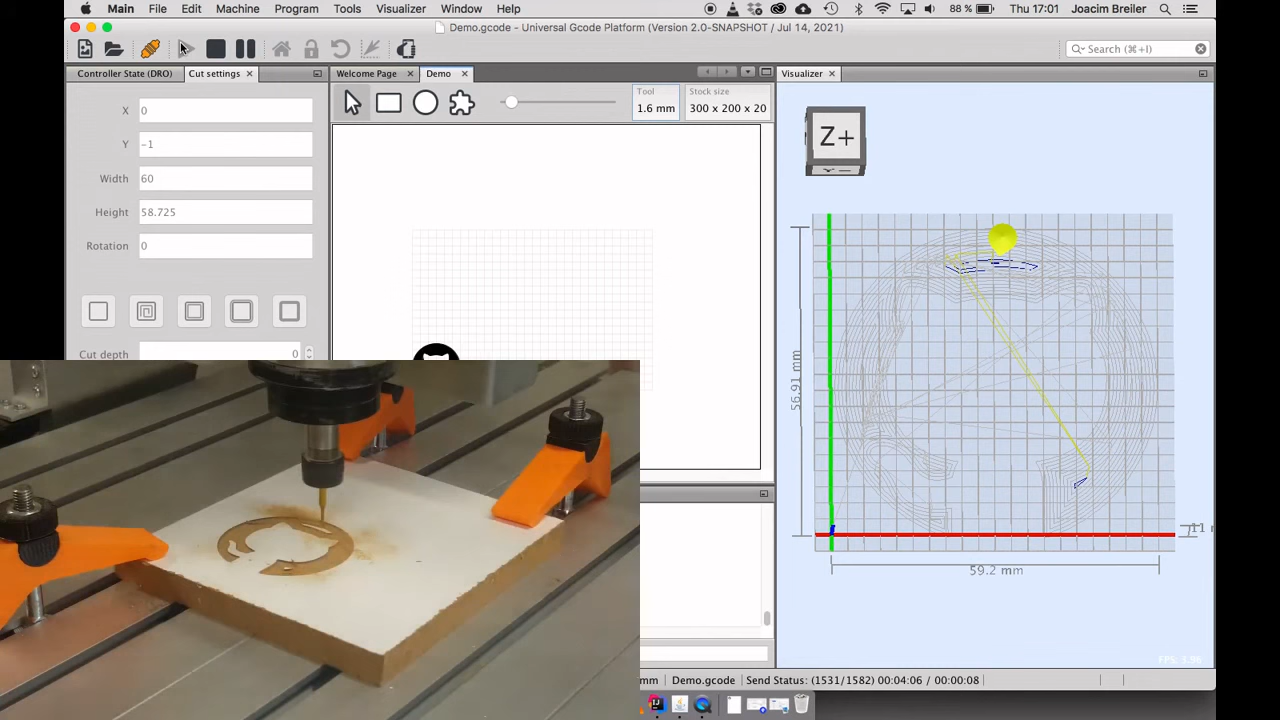 Main File Edit Machine Program Tools Visualizer Window Help 88 % Thu 17:01 Joacim Breiler
Demo.gcode - Universal Gcode Platform (Version 2.0-SNAPSHOT / Jul 14, 2021)
Search (⌘+I)
Controller State (DRO) Cut settings Welcome Page Demo Visualizer
Tool Stock size
1.6 mm 300 x 200 x 20
X 0
Y -1
Width 60
Height 58.725
Rotation 0
Cut depth 0
Z+
56.91 mm
59.2 mm
FPS: 3.96
mm Demo.gcode Send Status: (1531/1582) 00:04:06 / 00:00:08